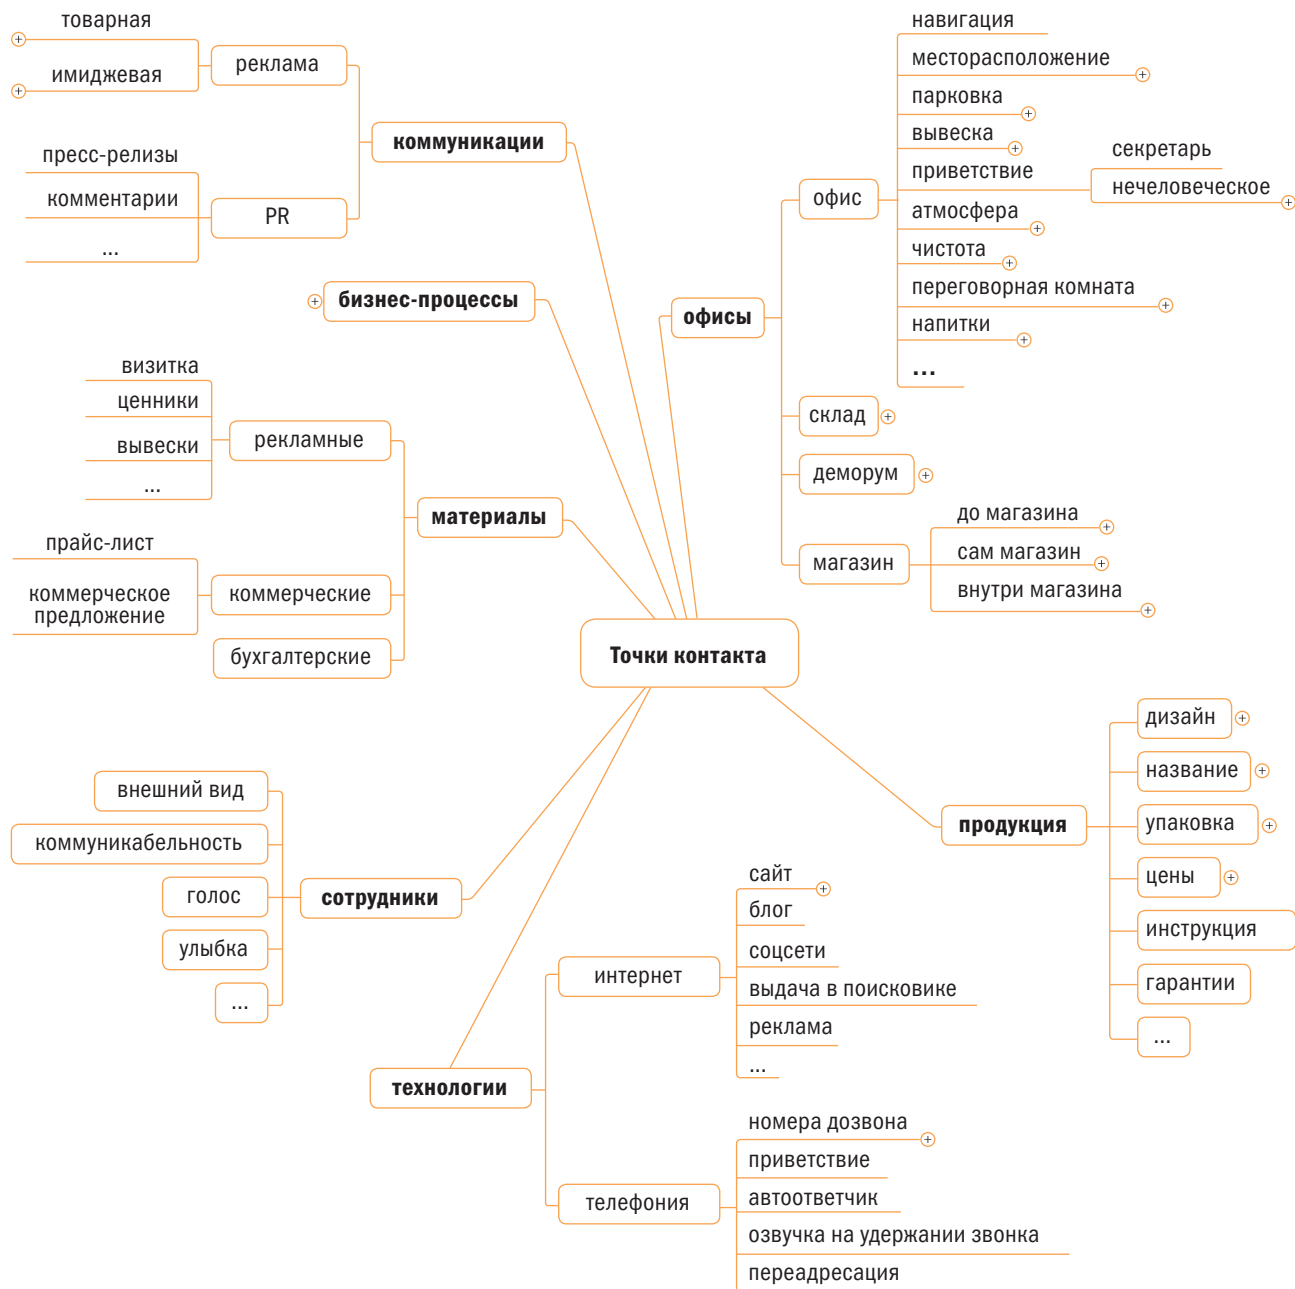 Точки контакта
коммуникации
реклама
товарная
имиджевая
PR
пресс-релизы
комментарии
...
бизнес-процессы
материалы
рекламные
визитка
ценники
вывески
...
коммерческие
прайс-лист
коммерческое
предложение
бухгалтерские
сотрудники
внешний вид
коммуникабельность
голос
улыбка
...
технологии
интернет
сайт
блог
соцсети
выдача в поисковике
реклама
...
телефония
номера дозвона
приветствие
автоответчик
озвучка на удержании звонка
переадресация
офисы
офис
навигация
месторасположение
парковка
вывеска
приветствие
секретарь
нечеловеческое
атмосфера
чистота
переговорная комната
напитки
...
склад
деморум
магазин
до магазина
сам магазин
внутри магазина
продукция
дизайн
название
упаковка
цены
инструкция
гарантии
...